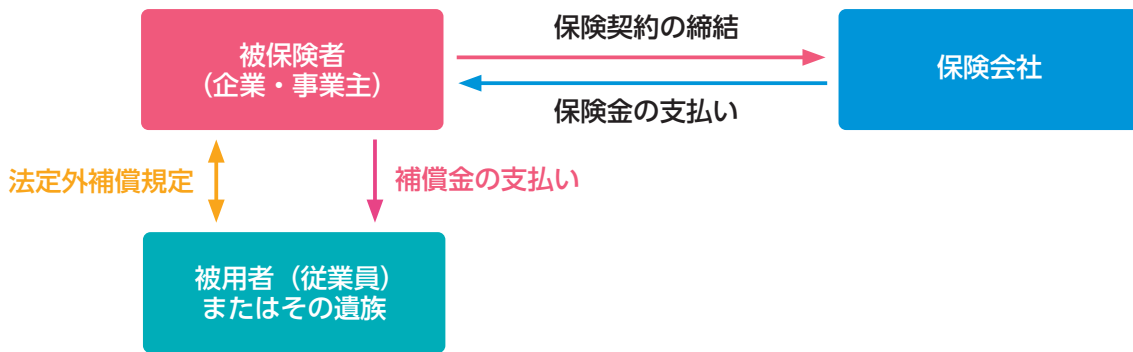 被保険者
（企業・事業主）
保険契約の締結
保険金の支払い
保険会社
法定外補償規定
補償金の支払い
被用者（従業員）
またはその遺族